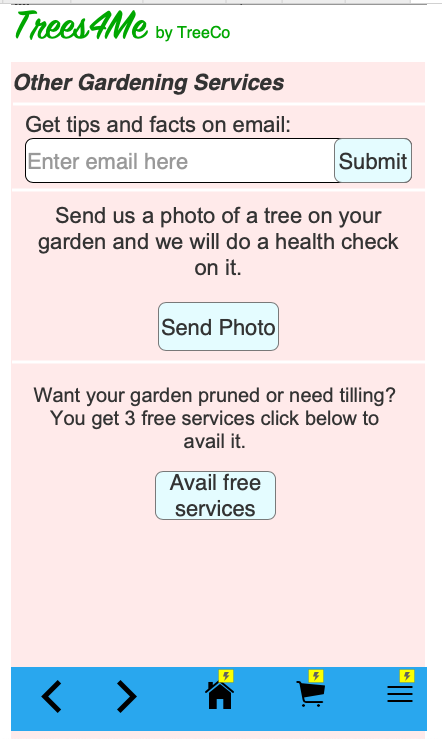 Trees4Me by TreeCo
Other Gardening Services
Get tips and facts on email:
Enter email here Submit
Send us a photo of a tree on your
garden and we will do a health check
on it.
Send Photo
Want your garden pruned or need tilling?
You get 3 free services click below to
avail it.
Avail free
services